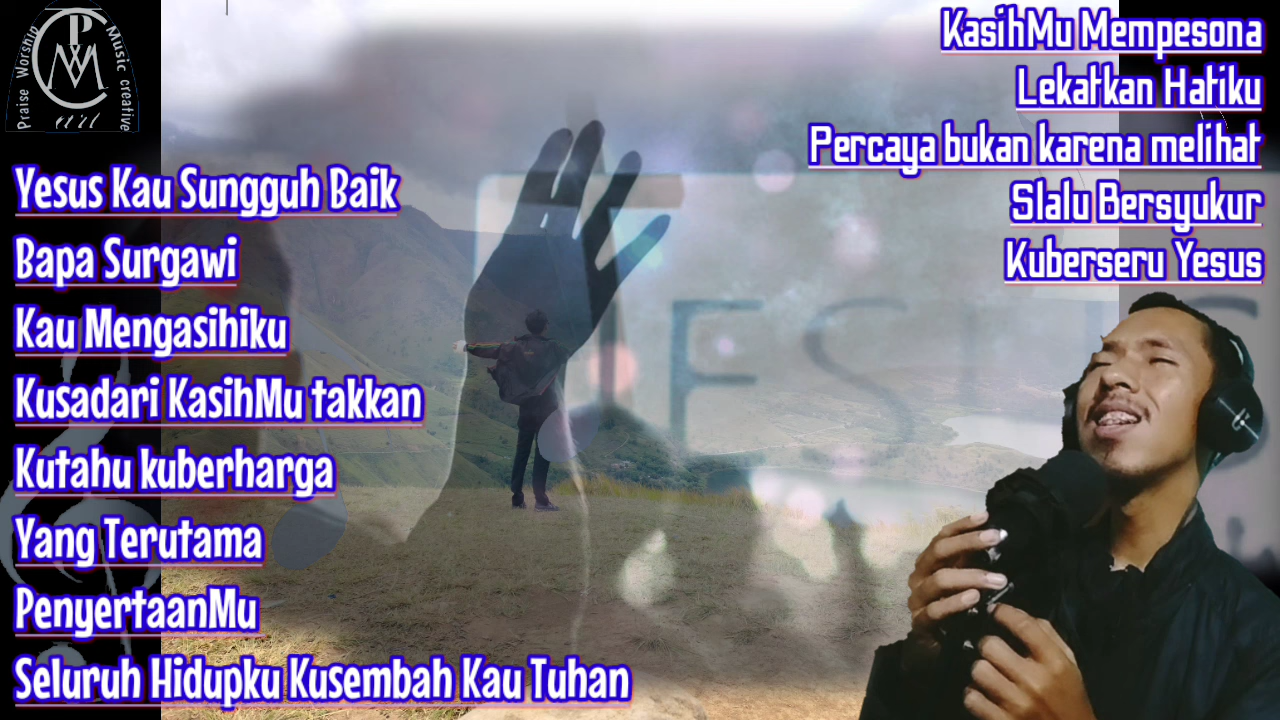 Praise Worship
Music creative
KasihMu Mempesona
Lekatkan Hatiku
Percaya bukan karena melihat
Slalu Bersyukur
Kuberseru Yesus
Yesus Kau Sungguh Baik
Bapa Surgawi
Kau Mengasihiku
Kusadari KasihMu takkan
Kutahu kuberharga
Yang Terutama
PenyertaanMu
Seluruh Hidupku Kusembah Kau Tuhan